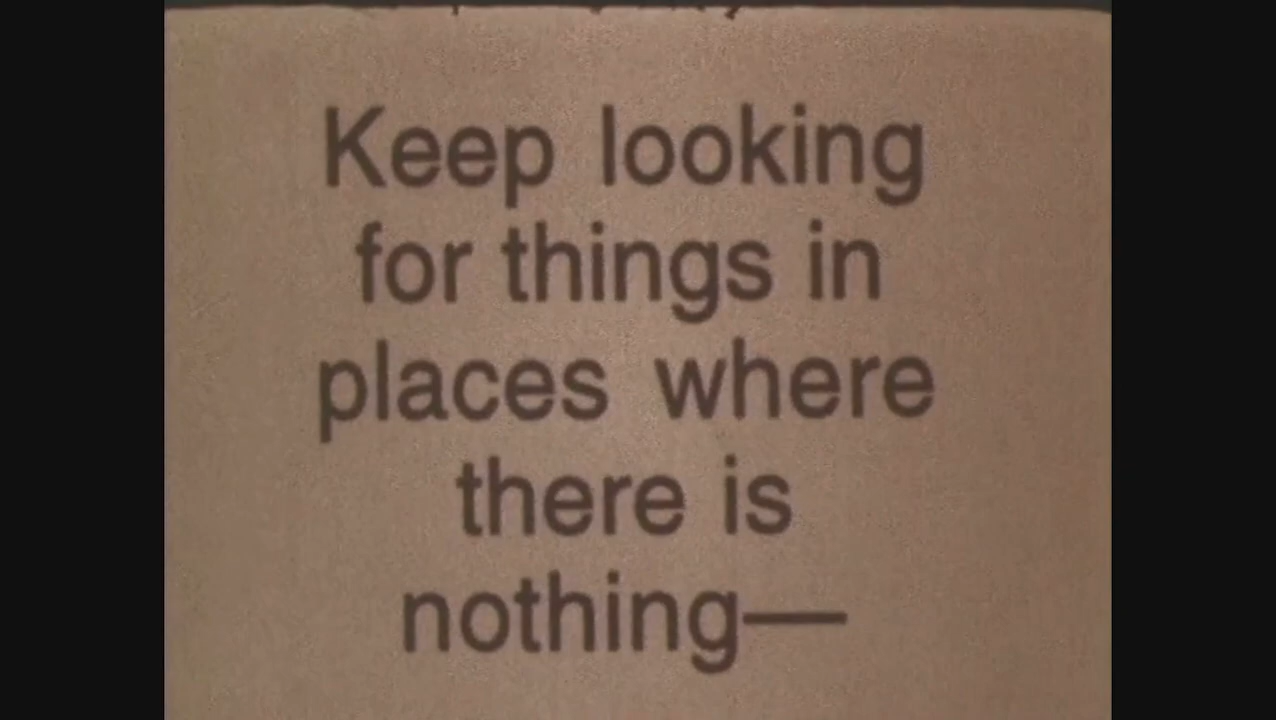 Keep looking
for things in
places where
there is
nothing—